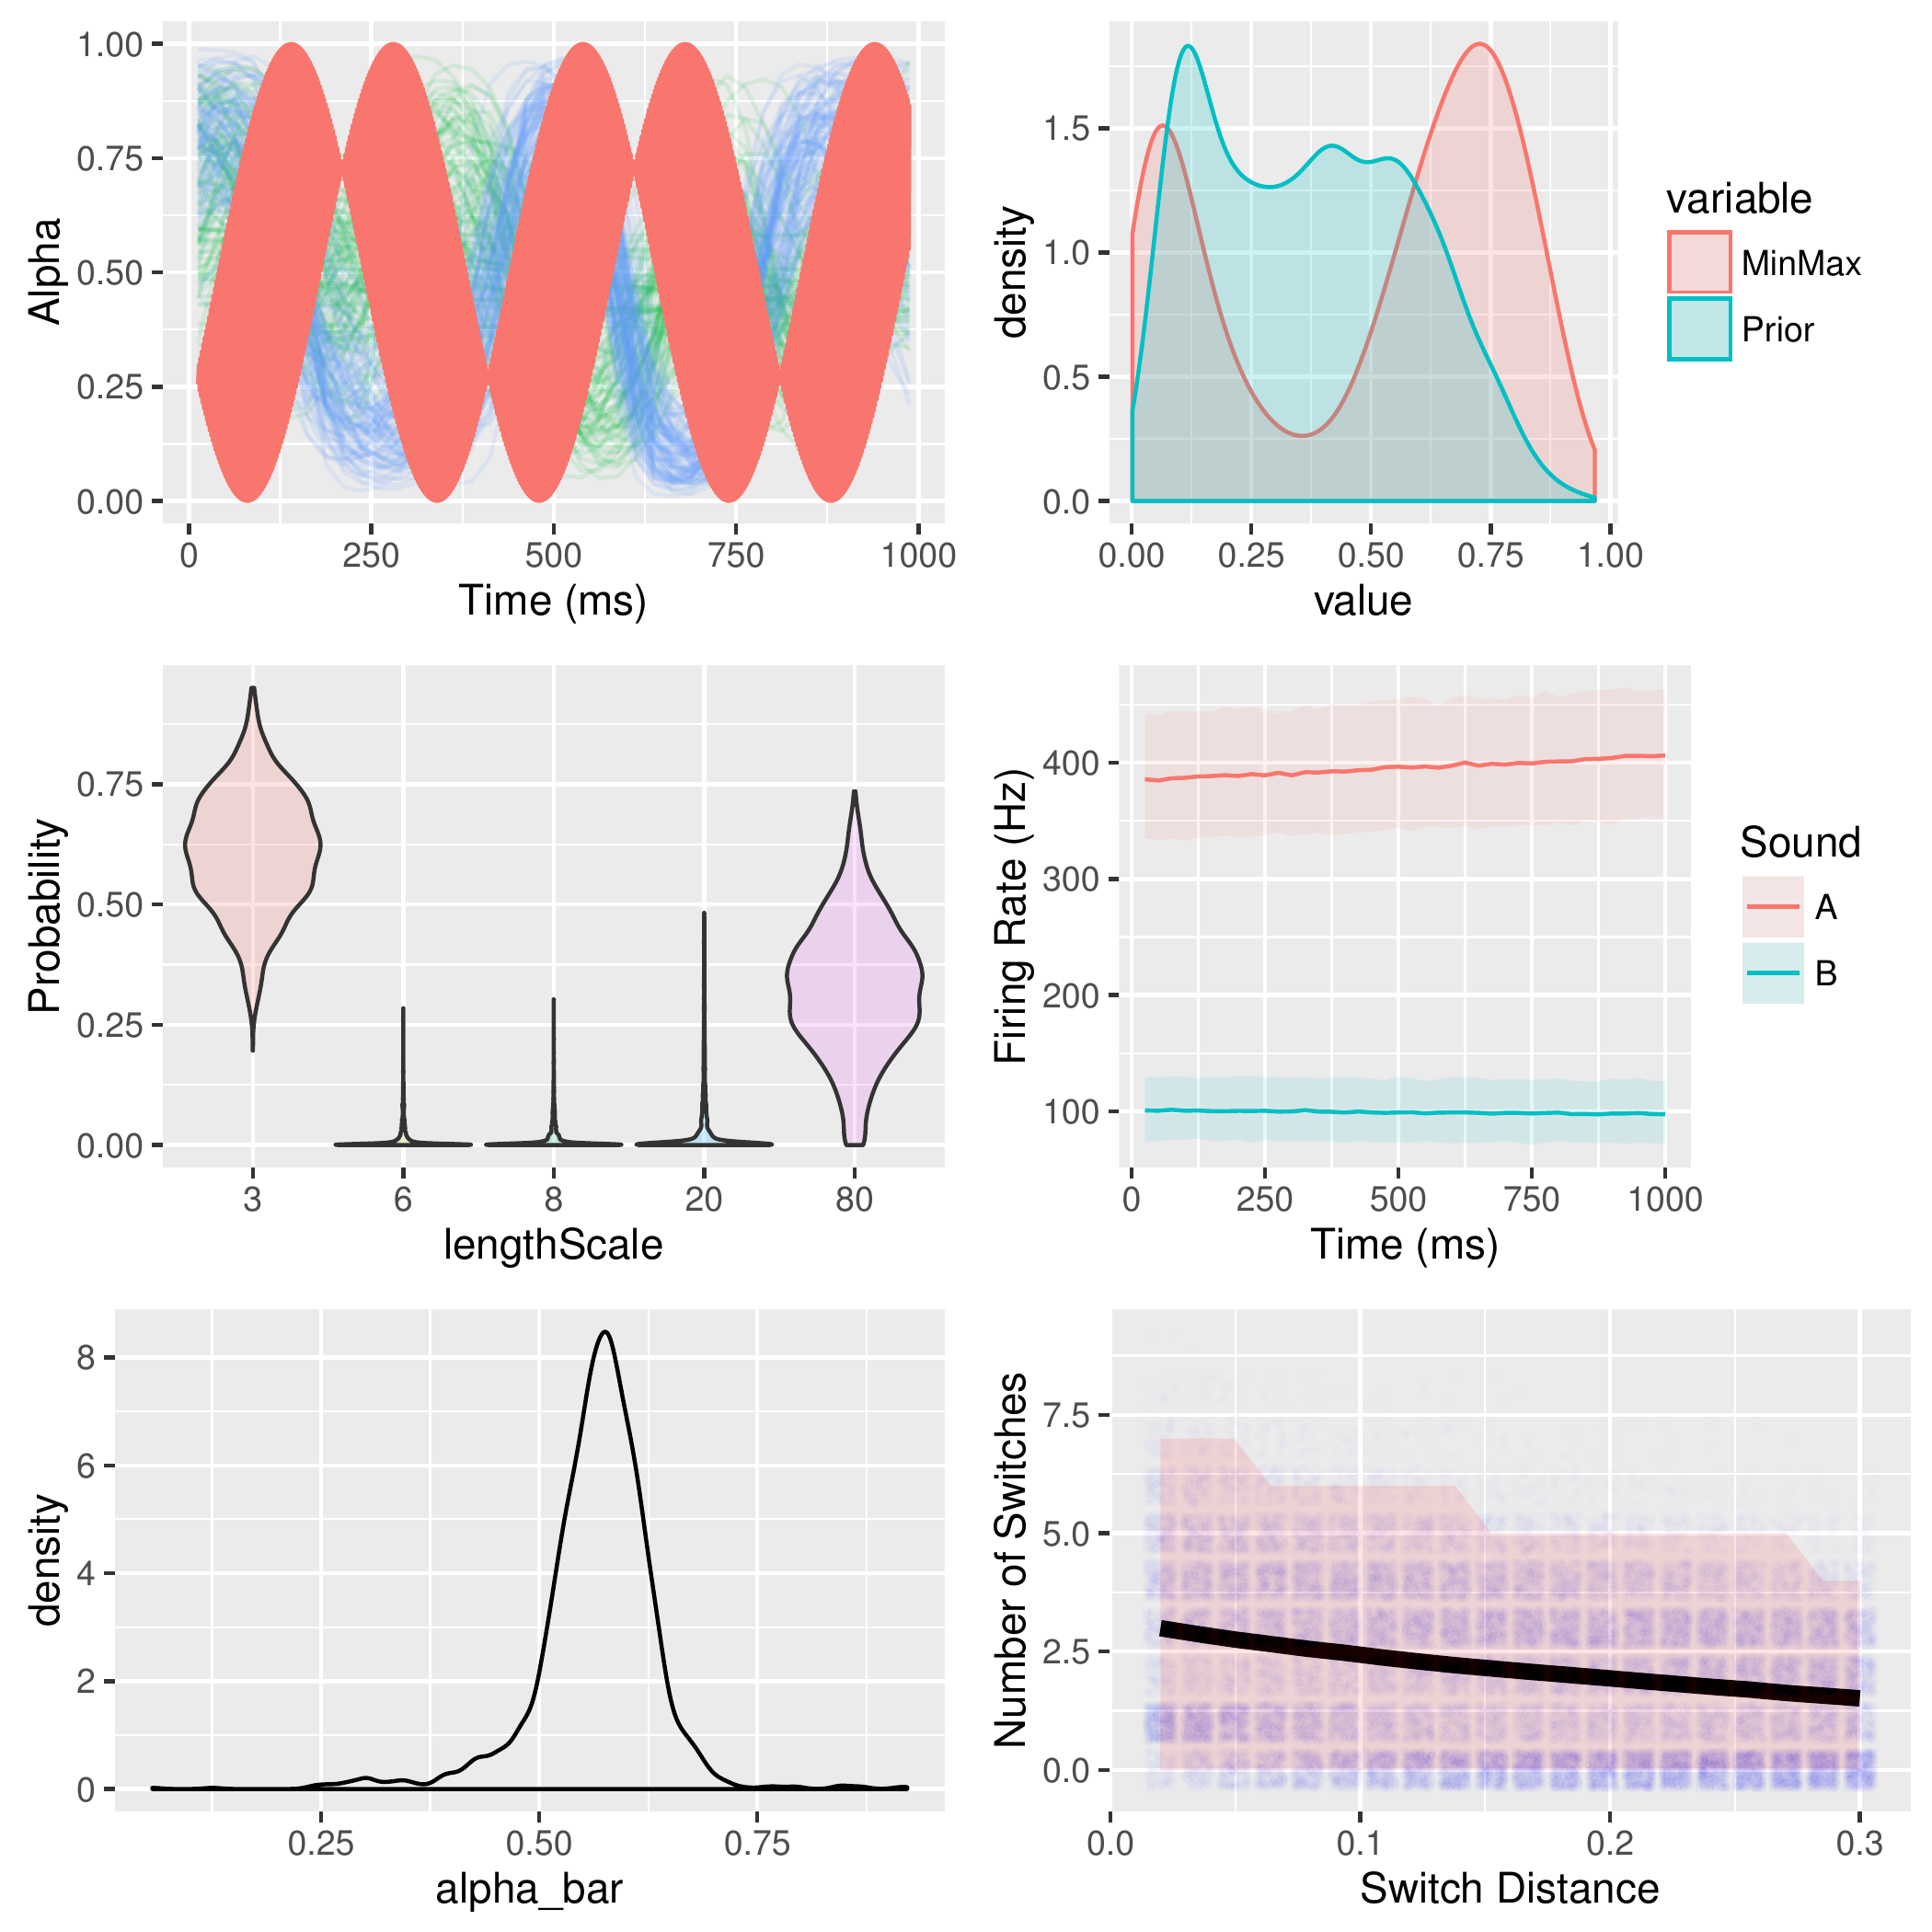 1.00
0.75
0.50
0.25
0.00
Alpha
0 250 500 750 1000
Time (ms)
1.5
1.0
0.5
0.0
density
0.00 0.25 0.50 0.75 1.00
value
variable
MinMax
Prior
0.75
0.50
0.25
0.00
Probability
3 6 8 20 80
lengthScale
400
300
200
100
Firing Rate (Hz)
0 250 500 750 1000
Time (ms)
Sound
A
B
8
6
4
2
0
density
0.25 0.50 0.75
alpha_bar
7.5
5.0
2.5
0.0
Number of Switches
0.0 0.1 0.2 0.3
Switch Distance